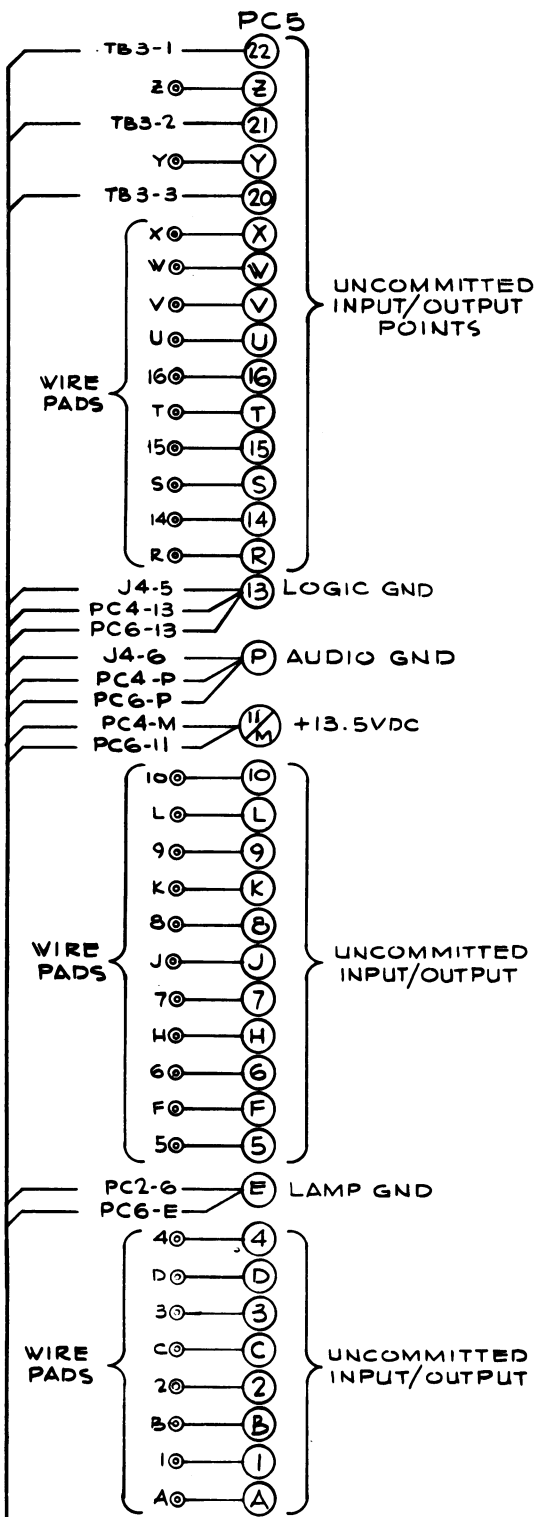 PC5
TB3-1 22
Z Z
TB3-2 21
Y Y
TB3-3 20
X X
W W
V V
U U
16 16
T T
15 15
S S
14 14
R R
WIRE
PADS
UNCOMMITTED
INPUT/OUTPUT
POINTS
J4-5 13 LOGIC GND
PC4-13
PC6-13
J4-6 P AUDIO GND
PC4-P
PC6-P
PC4-M 11/M +13.5VDC
PC6-11
10 10
L L
9 9
K K
8 8
J J
7 7
H H
6 6
F F
5 5
WIRE
PADS
UNCOMMITTED
INPUT/OUTPUT
PC2-6 E LAMP GND
PC6-E
4 4
D D
3 3
C C
2 2
B B
1 1
A A
WIRE
PADS
UNCOMMITTED
INPUT/OUTPUT